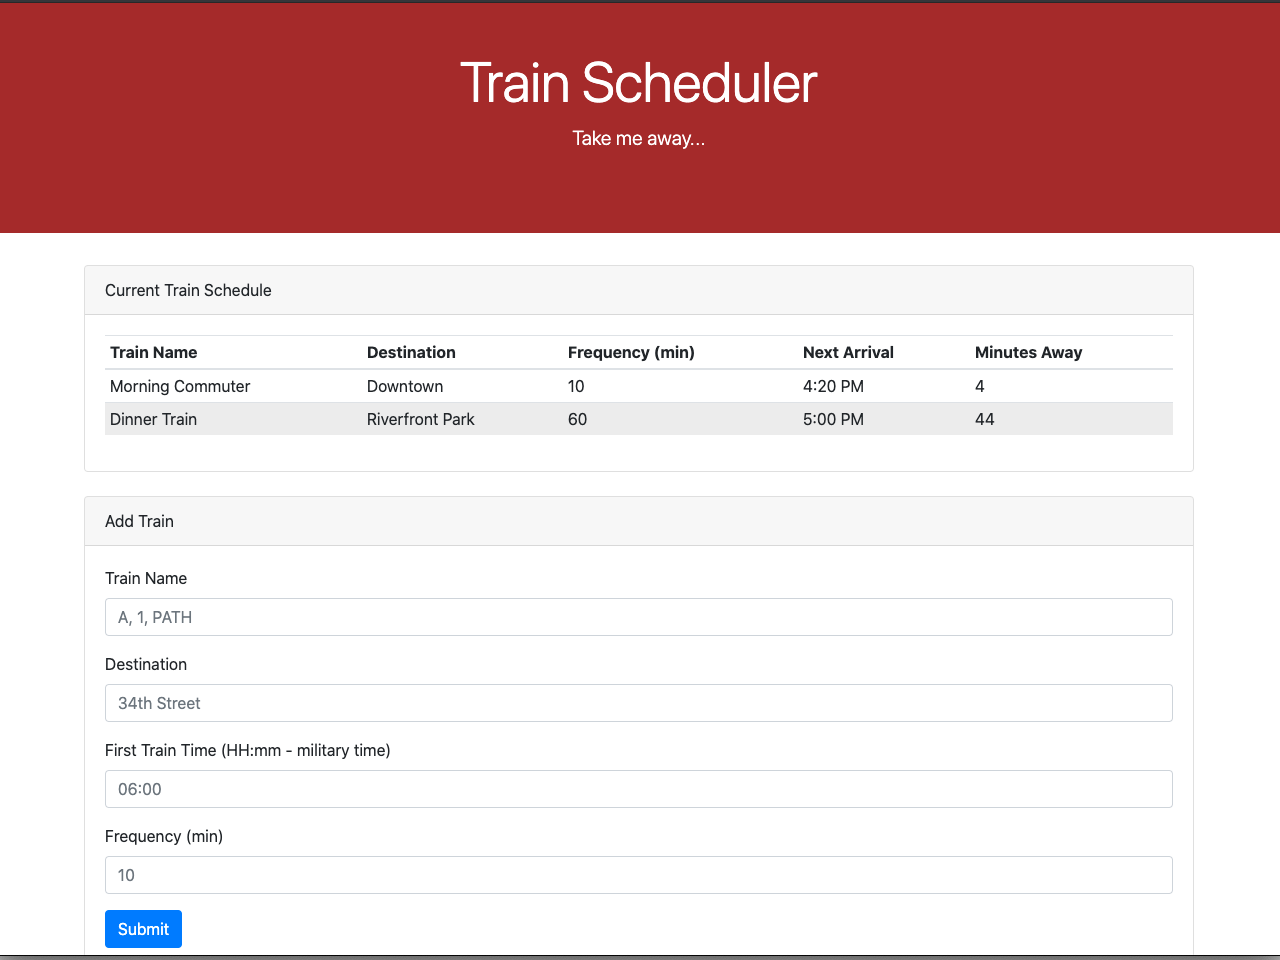 Train Scheduler
Take me away...
Current Train Schedule
Train Name Destination Frequency (min) Next Arrival Minutes Away
Morning Commuter Downtown 10 4:20 PM 4
Dinner Train Riverfront Park 60 5:00 PM 44
Add Train
Train Name
A, 1, PATH
Destination
34th Street
First Train Time (HH:mm - military time)
06:00
Frequency (min)
10
Submit